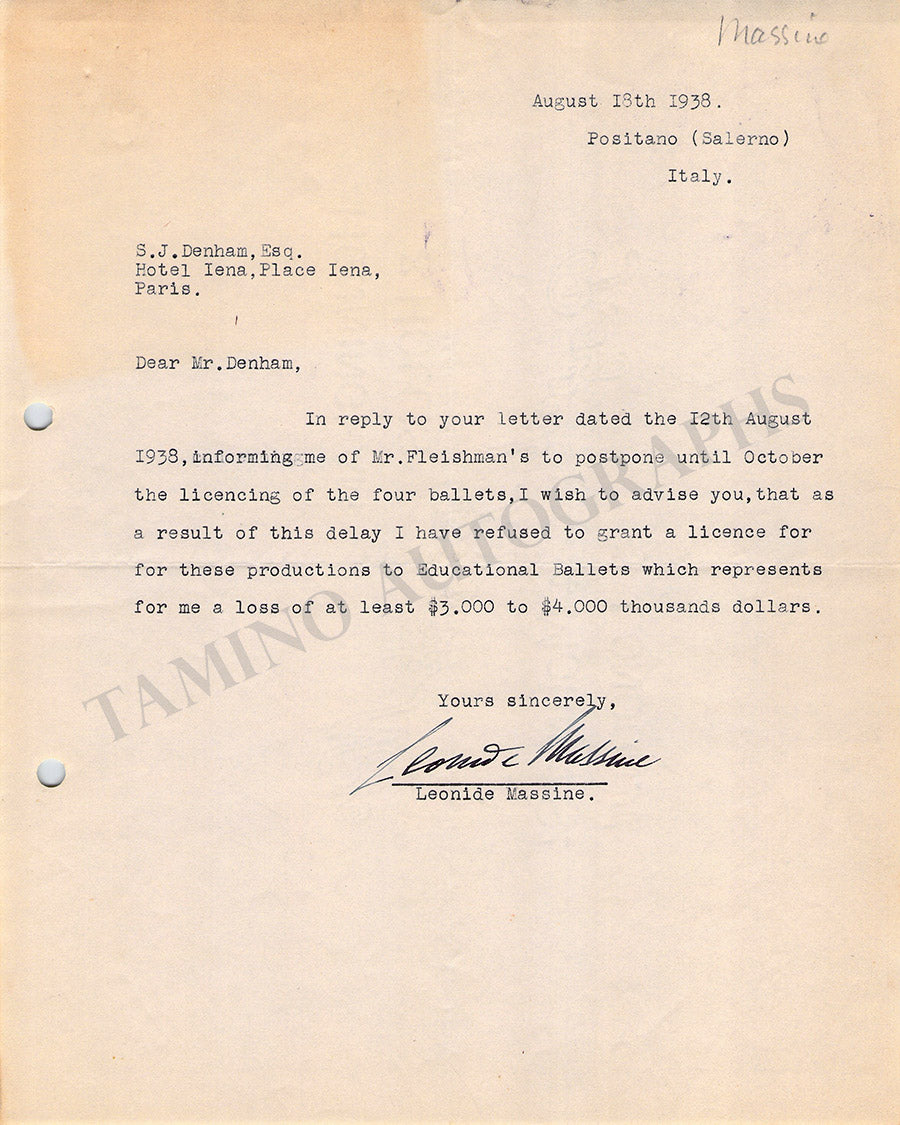 Massine
August 18th 1938.
Positano (Salerno)
Italy.
S.J.Denham,Esq.
Hotel Iena,Place Iena,
Paris.
Dear Mr.Denham,
In reply to your letter dated the 12th August
1938,informing me of Mr.Fleishman's to postpone until October
the licencing of the four ballets,I wish to advise you,that as
a result of this delay I have refused to grant a licence for
for these productions to Educational Ballets which represents
for me a loss of at least $3.000 to $4.000 thousands dollars.
TAMINO AUTOGRAPHS
Yours sincerely,
Leonide Massine
Leonide Massine.